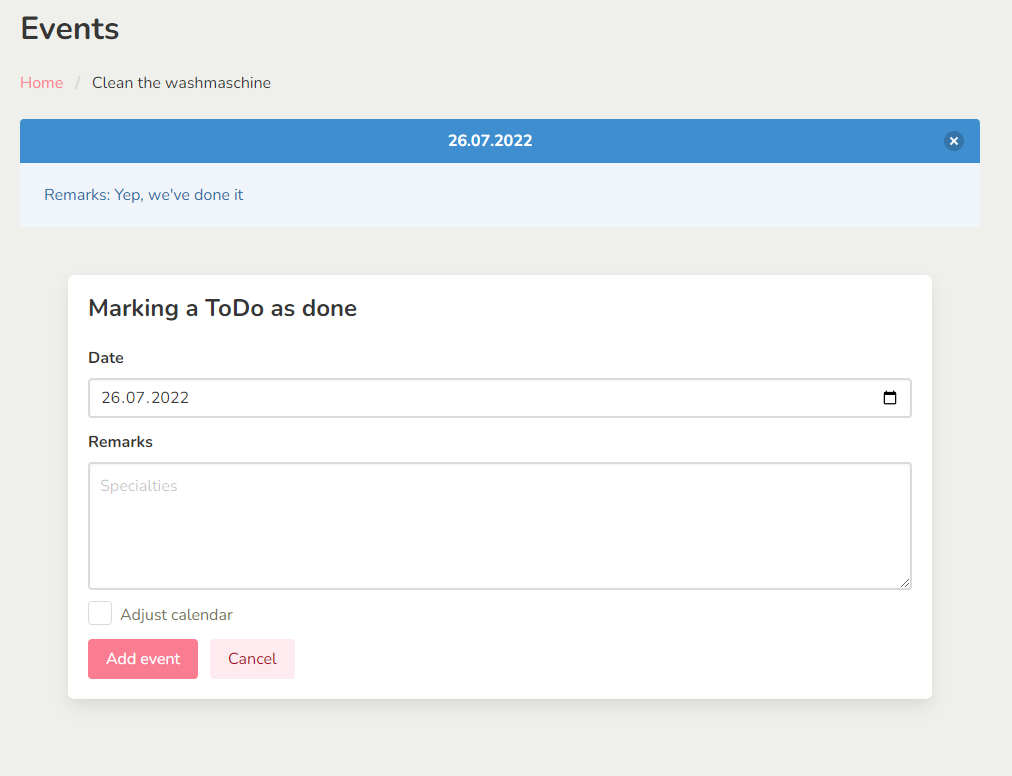 Events
Home / Clean the washmaschine
26.07.2022
Remarks: Yep, we've done it
Marking a ToDo as done
Date
26.07.2022
Remarks
Specialties
Adjust calendar
Add event Cancel